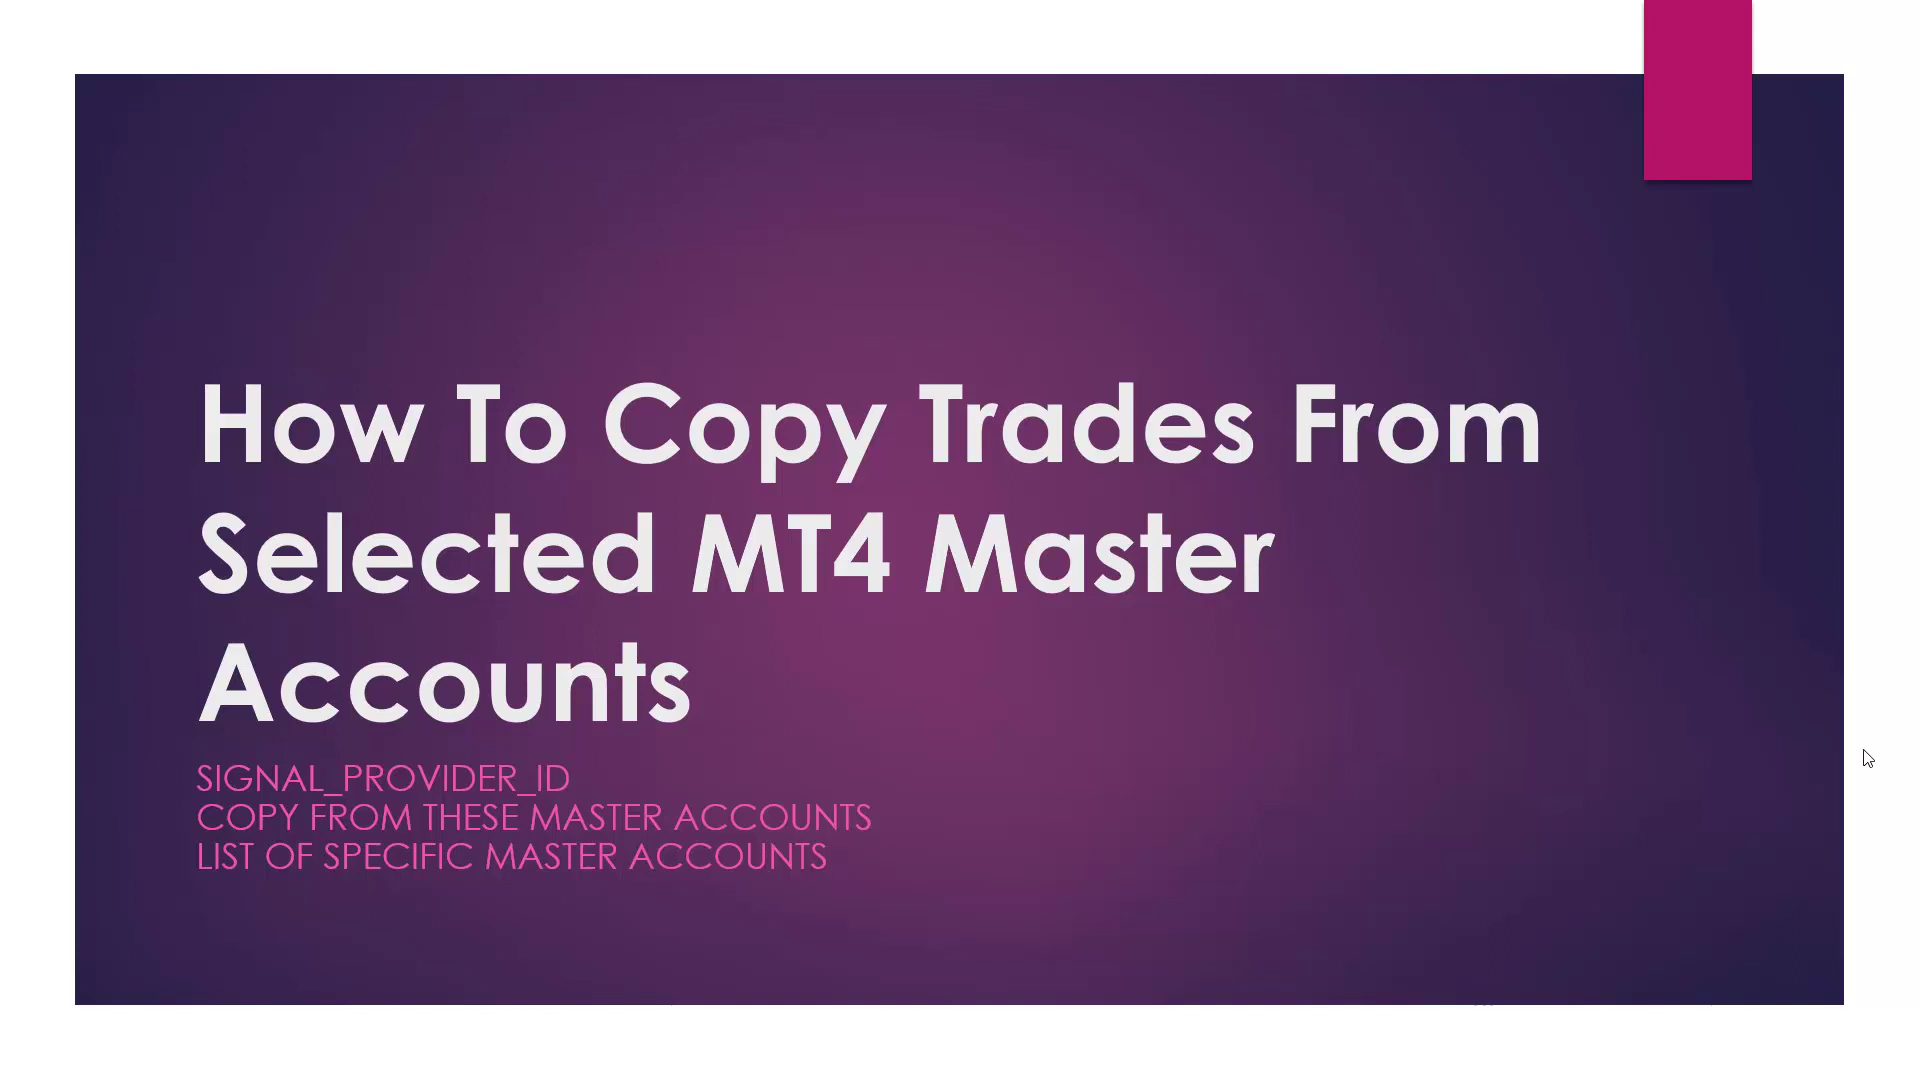 How To Copy Trades From
Selected MT4 Master
Accounts
SIGNAL_PROVIDER_ID
COPY FROM THESE MASTER ACCOUNTS
LIST OF SPECIFIC MASTER ACCOUNTS